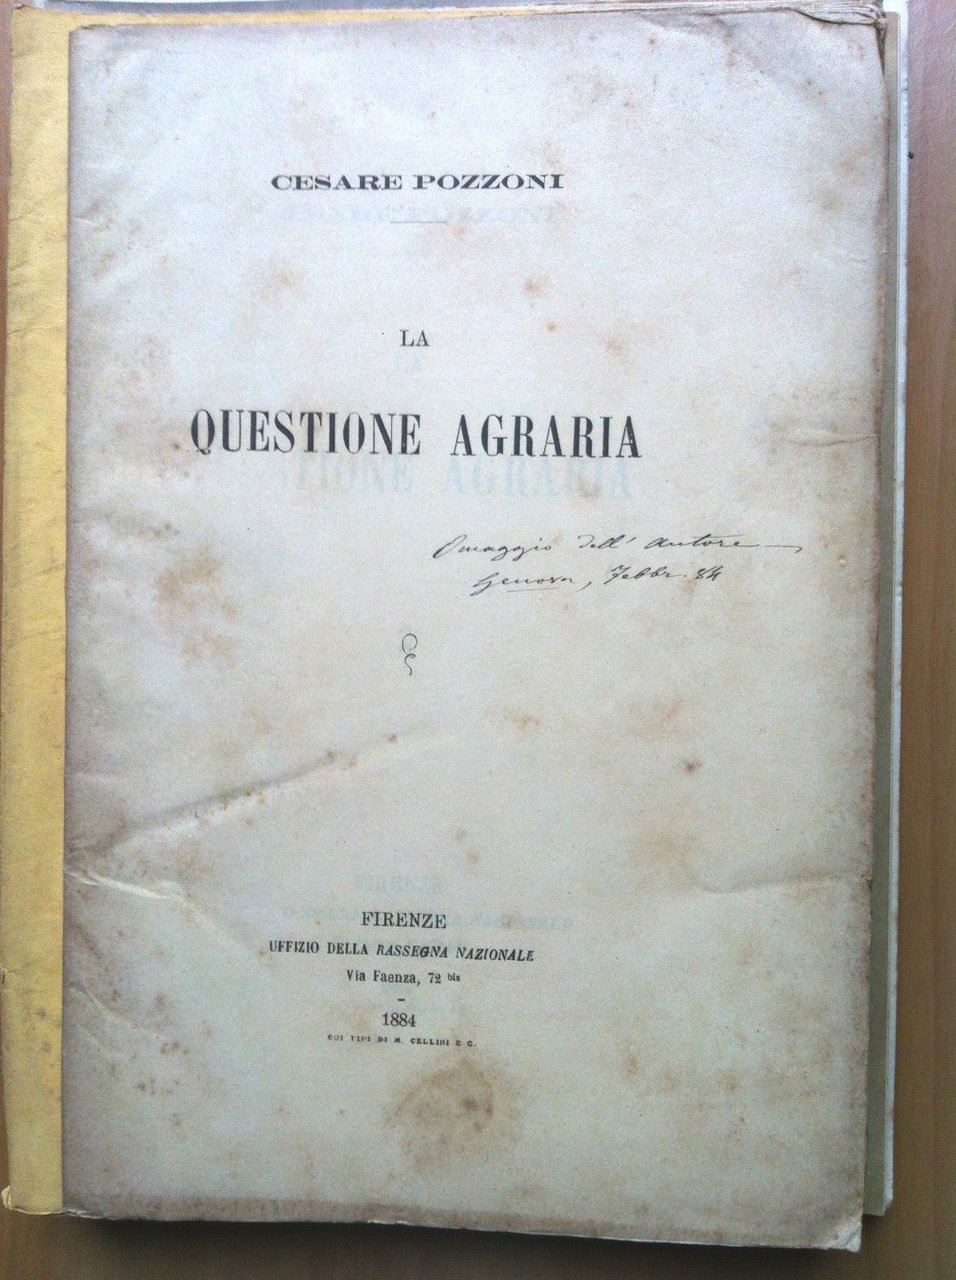 CESARE POZZONI
LA
QUESTIONE AGRARIA
Omaggio dell' Autore
Genova, Febbr. 84
FIRENZE
UFFIZIO DELLA RASSEGNA NAZIONALE
Via Faenza, 72 bis
1884
COI TIPI DI M. CELLINI E C.